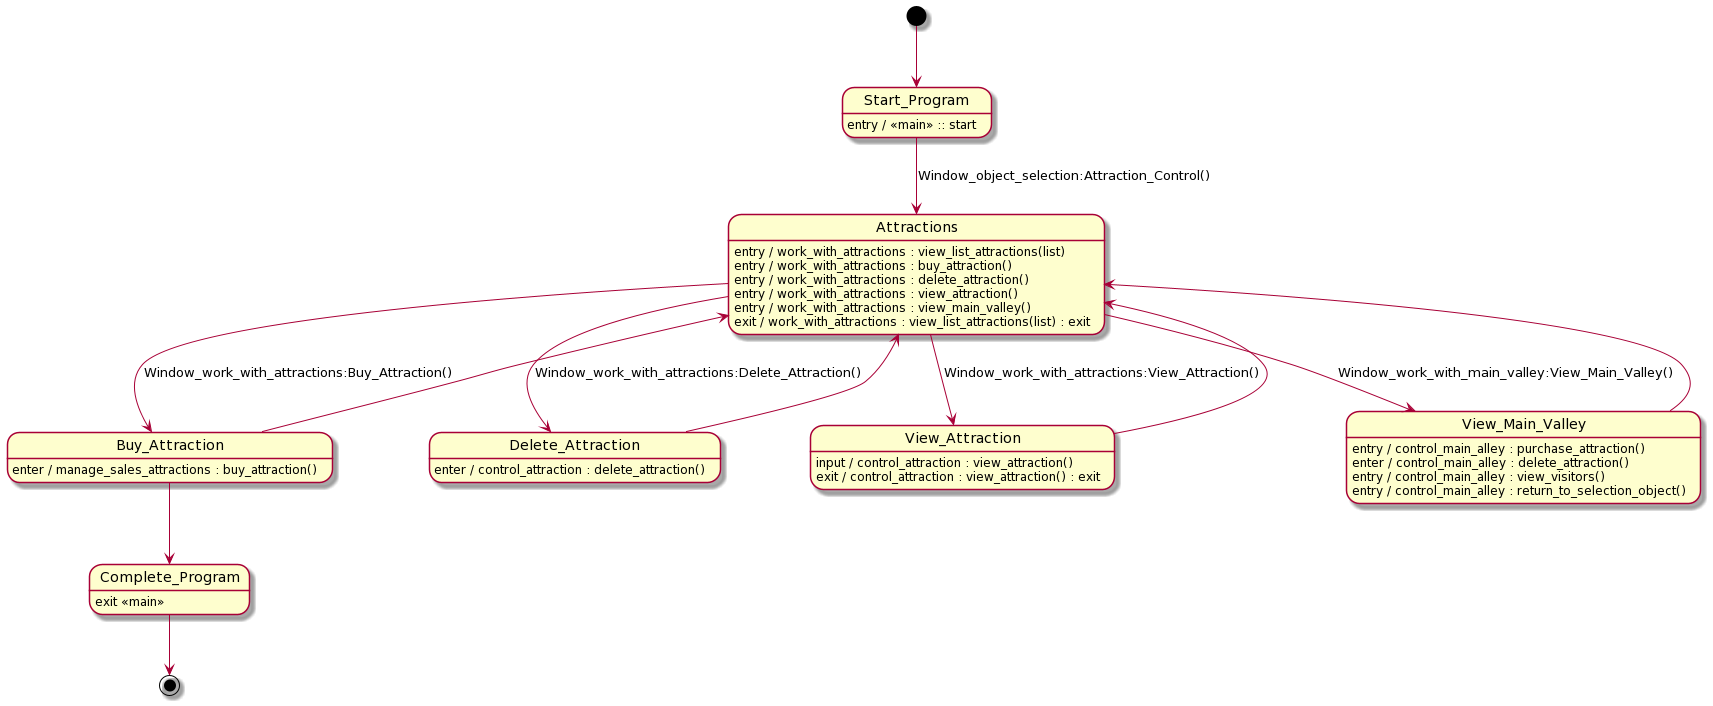 Start_Program
entry / «main» :: start
Window_object_selection:Attraction_Control()
Attractions
entry / work_with_attractions : view_list_attractions(list)
entry / work_with_attractions : buy_attraction()
entry / work_with_attractions : delete_attraction()
entry / work_with_attractions : view_attraction()
entry / work_with_attractions : view_main_valley()
exit / work_with_attractions : view_list_attractions(list) : exit
Window_work_with_attractions:Buy_Attraction()
Window_work_with_attractions:Delete_Attraction()
Window_work_with_attractions:View_Attraction()
Window_work_with_main_valley:View_Main_Valley()
Buy_Attraction
enter / manage_sales_attractions : buy_attraction()
Delete_Attraction
enter / control_attraction : delete_attraction()
View_Attraction
input / control_attraction : view_attraction()
exit / control_attraction : view_attraction() : exit
View_Main_Valley
entry / control_main_alley : purchase_attraction()
enter / control_main_alley : delete_attraction()
entry / control_main_alley : view_visitors()
entry / control_main_alley : return_to_selection_object()
Complete_Program
exit «main»